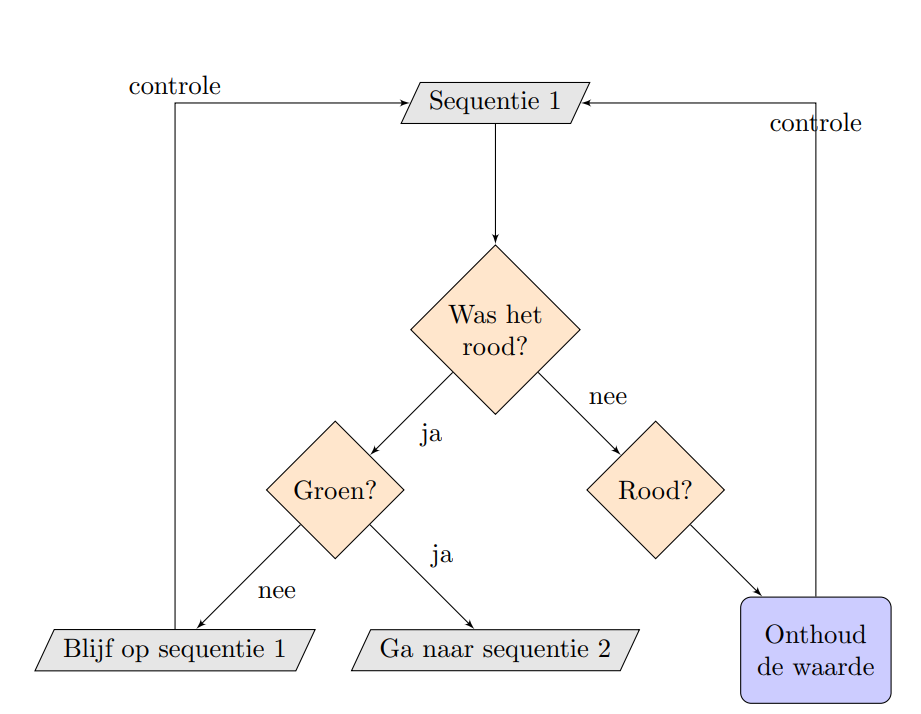 controle
Sequentie 1
controle
Was het
rood?
nee
ja
Groen?
Rood?
ja
nee
Blijf op sequentie 1
Ga naar sequentie 2
Onthoud
de waarde